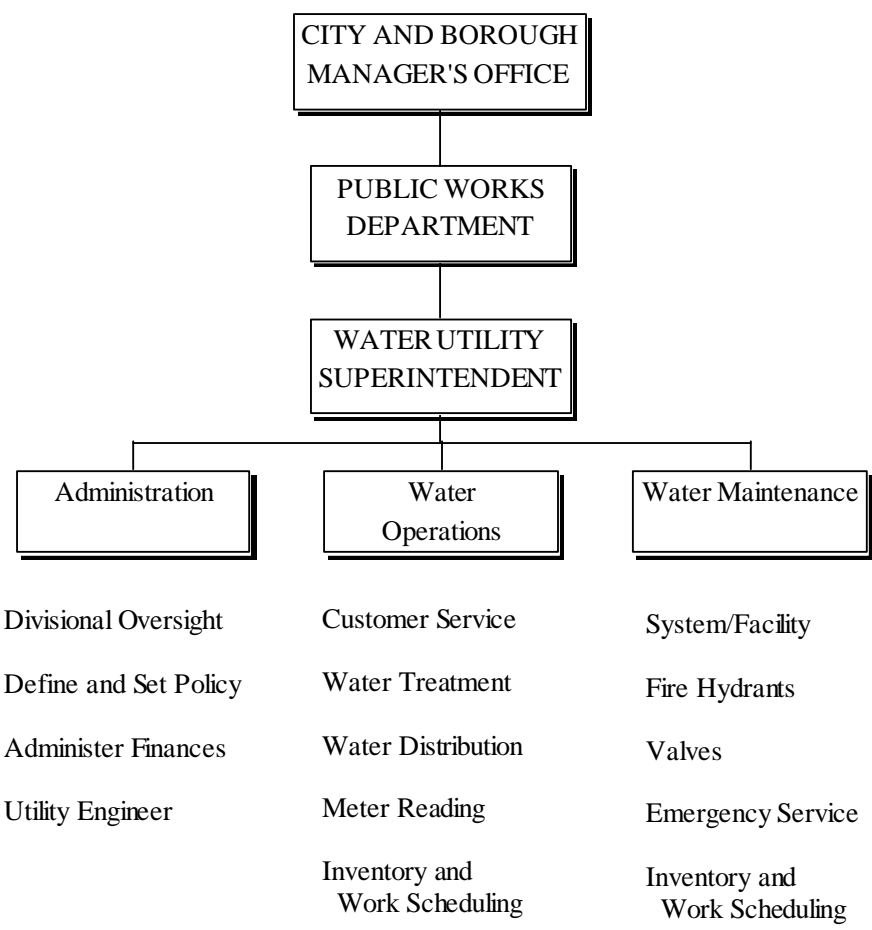 CITY AND BOROUGH
MANAGER'S OFFICE
PUBLIC WORKS
DEPARTMENT
WATER UTILITY
SUPERINTENDENT
Administration
Water
Operations
Water Maintenance
Divisional Oversight
Define and Set Policy
Administer Finances
Utility Engineer
Customer Service
Water Treatment
Water Distribution
Meter Reading
Inventory and
Work Scheduling
System/Facility
Fire Hydrants
Valves
Emergency Service
Inventory and
Work Scheduling